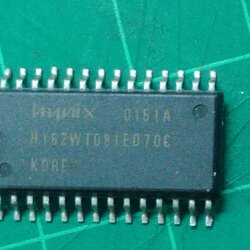 hynix 0151A
HY62WT081ED70C
KOREA